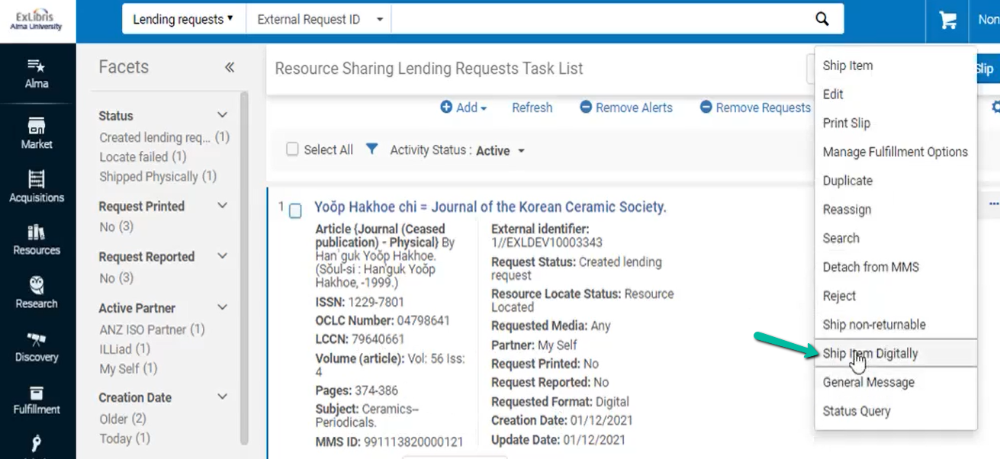 ExLibris
Alma University
Lending requests
External Request ID
Non
Alma
Market
Acquisitions
Resources
Research
Discovery
Fulfillment
Facets
Status
Created lending req... (1)
Locate failed (1)
Shipped Physically (1)
Request Printed
No (3)
Request Reported
No (3)
Active Partner
ANZ ISO Partner (1)
ILLiad (1)
My Self (1)
Creation Date
Older (2)
Today (1)
Resource Sharing Lending Requests Task List
Slip
Add
Refresh
Remove Alerts
Remove Requests
Select All
Activity Status : Active
1
Yoŏp Hakhoe chi = Journal of the Korean Ceramic Society.
Article {Journal (Ceased
publication) - Physical} By
Hanʼguk Yoŏp Hakhoe.
(Sŏul-si : Hanʼguk Yoŏp
Hakhoe, -1999.)
ISSN: 1229-7801
OCLC Number: 04798641
LCCN: 79640661
Volume (article): Vol: 56 Iss:
4
Pages: 374-386
Subject: Ceramics--
Periodicals.
MMS ID: 991113820000121
External identifier:
1//EXLDEV10003343
Request Status: Created lending
request
Resource Locate Status: Resource
Located
Requested Media: Any
Partner: My Self
Request Printed: No
Request Reported: No
Requested Format: Digital
Creation Date: 01/12/2021
Update Date: 01/12/2021
Ship Item
Edit
Print Slip
Manage Fulfillment Options
Duplicate
Reassign
Search
Detach from MMS
Reject
Ship non-returnable
Ship Item Digitally
General Message
Status Query